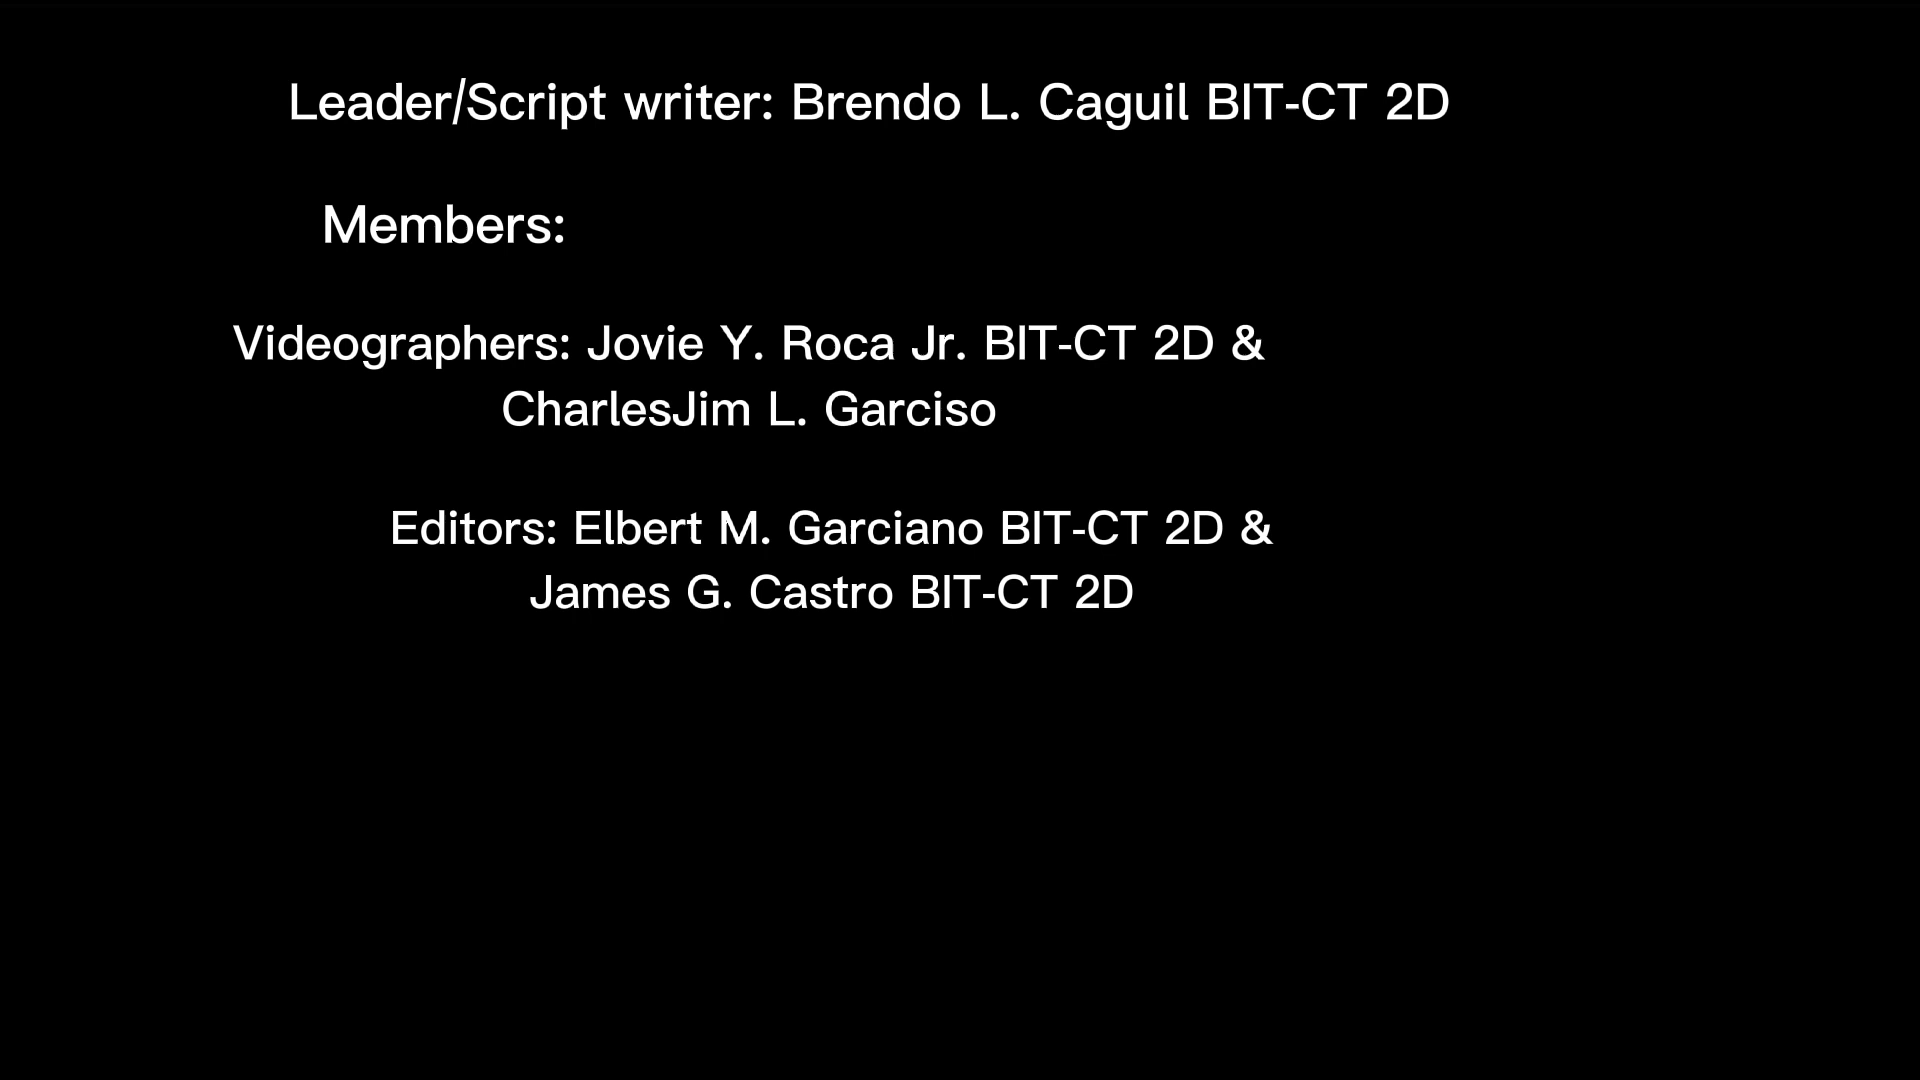 Leader/Script writer: Brendo L. Caguil BIT-CT 2D
Members:
Videographers: Jovie Y. Roca Jr. BIT-CT 2D &
CharlesJim L. Garciso
Editors: Elbert M. Garciano BIT-CT 2D &
James G. Castro BIT-CT 2D